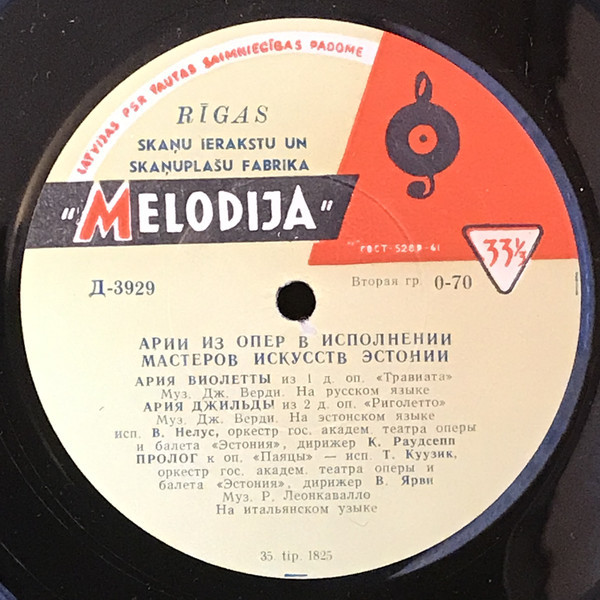 LATVIJAS PSR TAUTAS SAIMNIECĪBAS PADOME
RĪGAS
SKAŅU IERAKSTU UN
SKAŅUPLAŠU FABRIKA
"MELODIJA"
ГОСТ-5289-61
33⅓
Д-3929
Вторая гр. 0-70
АРИИ ИЗ ОПЕР В ИСПОЛНЕНИИ
МАСТЕРОВ ИСКУССТВ ЭСТОНИИ
АРИЯ ВИОЛЕТТЫ из 1 д. оп. «Травиата»
Муз. Дж. Верди. На русском языке
АРИЯ ДЖИЛЬДЫ из 2 д. оп. «Риголетто»
Муз. Дж. Верди. На эстонском языке
исп. В. Нелус, оркестр гос. академ. театра оперы
и балета «Эстония», дирижер К. Раудсепп
ПРОЛОГ к оп. «Паяцы» — исп. Т. Куузик,
оркестр гос. академ. театра оперы и
балета «Эстония», дирижер В. Ярви
Муз. Р. Леонкавалло
На итальянском узыке
35. tip. 1825